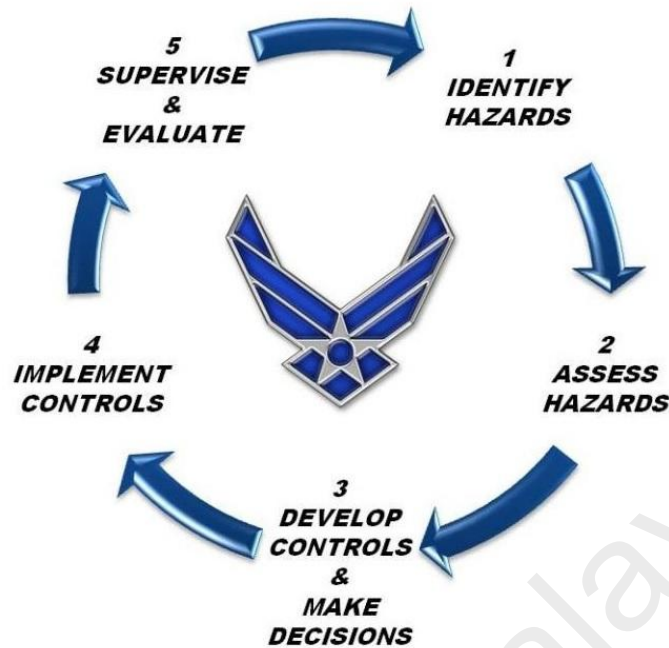 1
IDENTIFY
HAZARDS
2
ASSESS
HAZARDS
3
DEVELOP
CONTROLS
&
MAKE
DECISIONS
4
IMPLEMENT
CONTROLS
5
SUPERVISE
&
EVALUATE